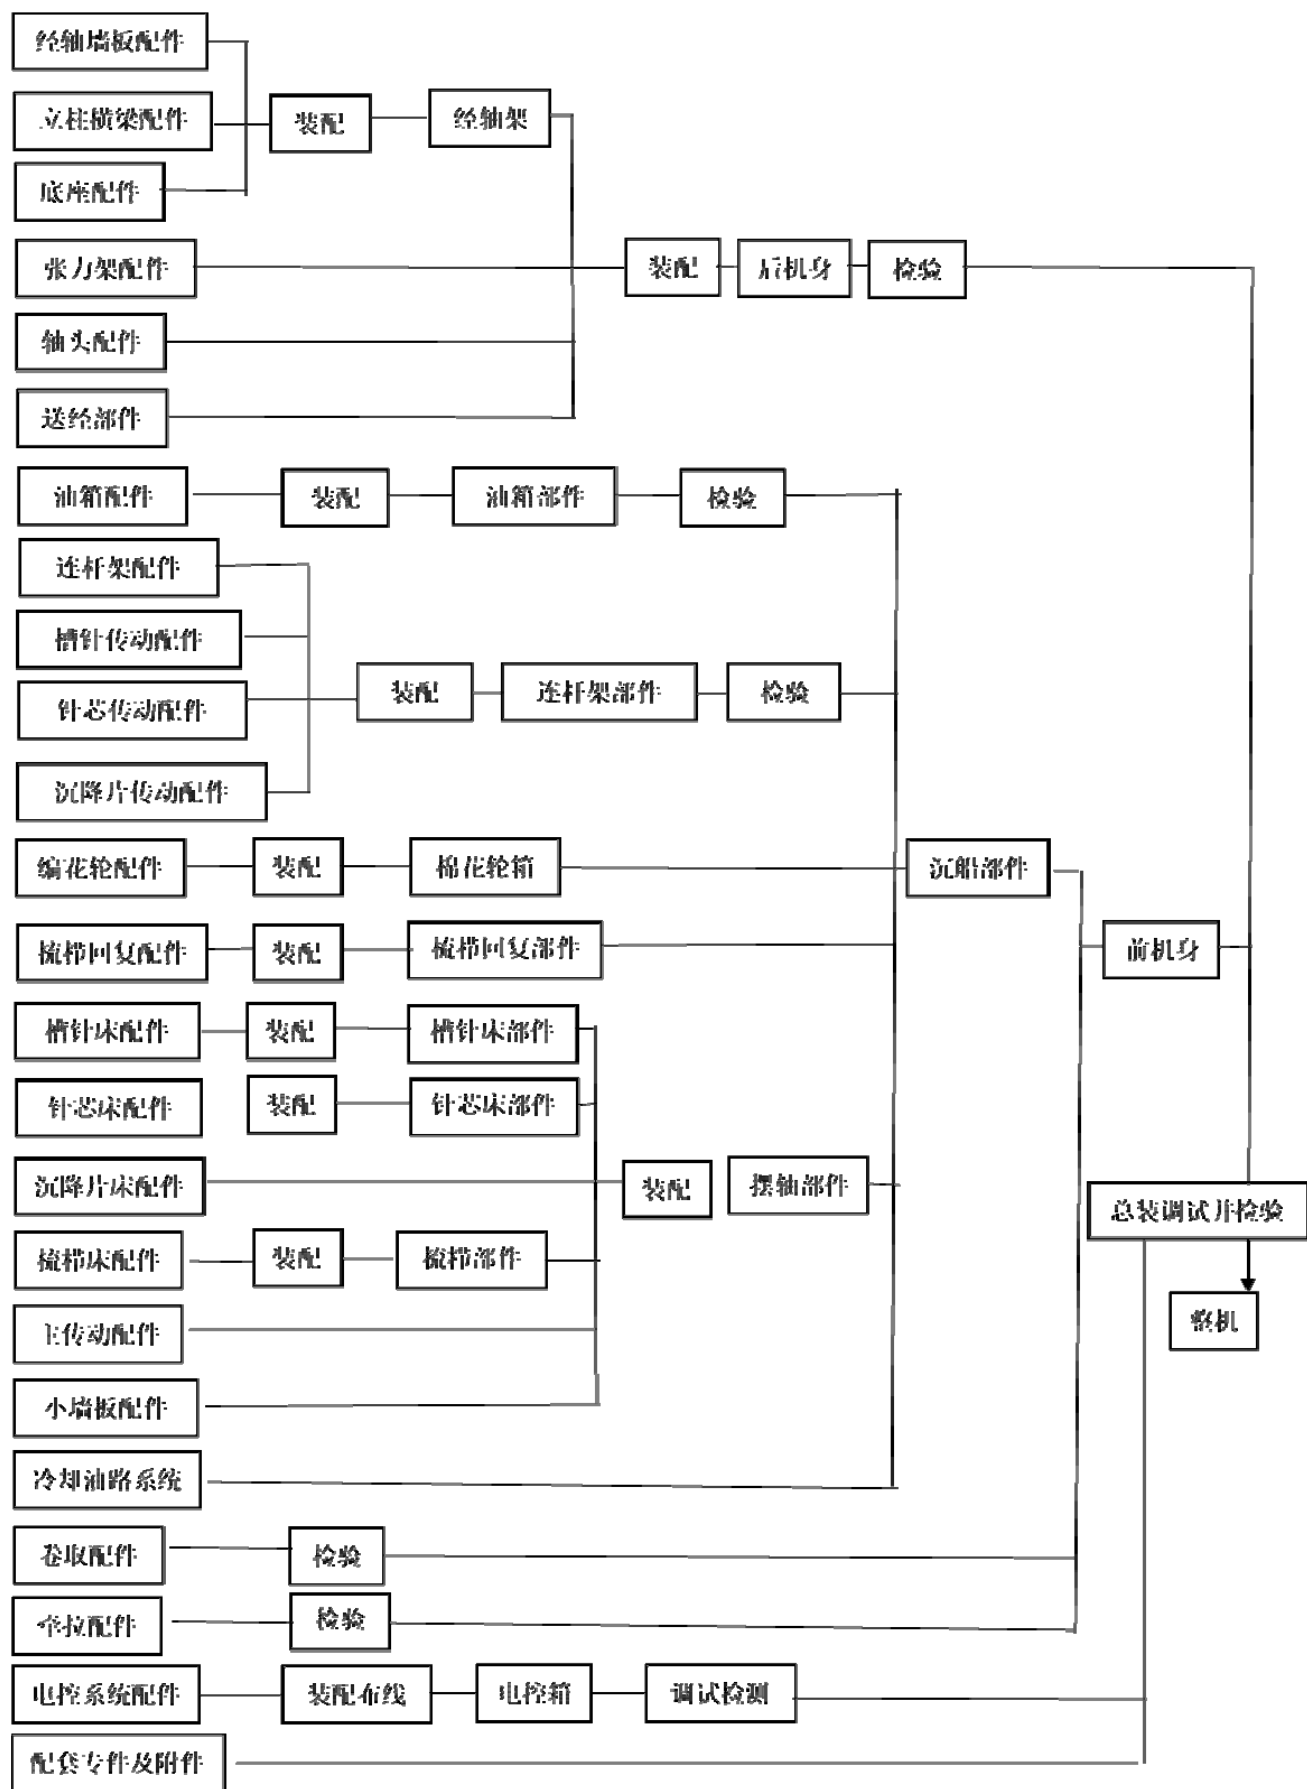 经轴墙板配件
立柱横梁配件
装配
经轴架
底座配件
张力架配件
装配
后机身
检验
轴头配件
送经部件
油箱配件
装配
油箱部件
检验
连杆架配件
槽针传动配件
针芯传动配件
装配
连杆架部件
检验
沉降片传动配件
编花轮配件
装配
棉花轮箱
沉船部件
梳栉回复配件
装配
梳栉回复部件
前机身
槽针床配件
装配
槽针床部件
针芯床配件
装配
针芯床部件
沉降片床配件
装配
摆轴部件
总装调试并检验
梳栉床配件
装配
梳栉部件
主传动配件
整机
小墙板配件
冷却油路系统
卷取配件
检验
牵拉配件
检验
电控系统配件
装配布线
电控箱
调试检测
配套专件及附件